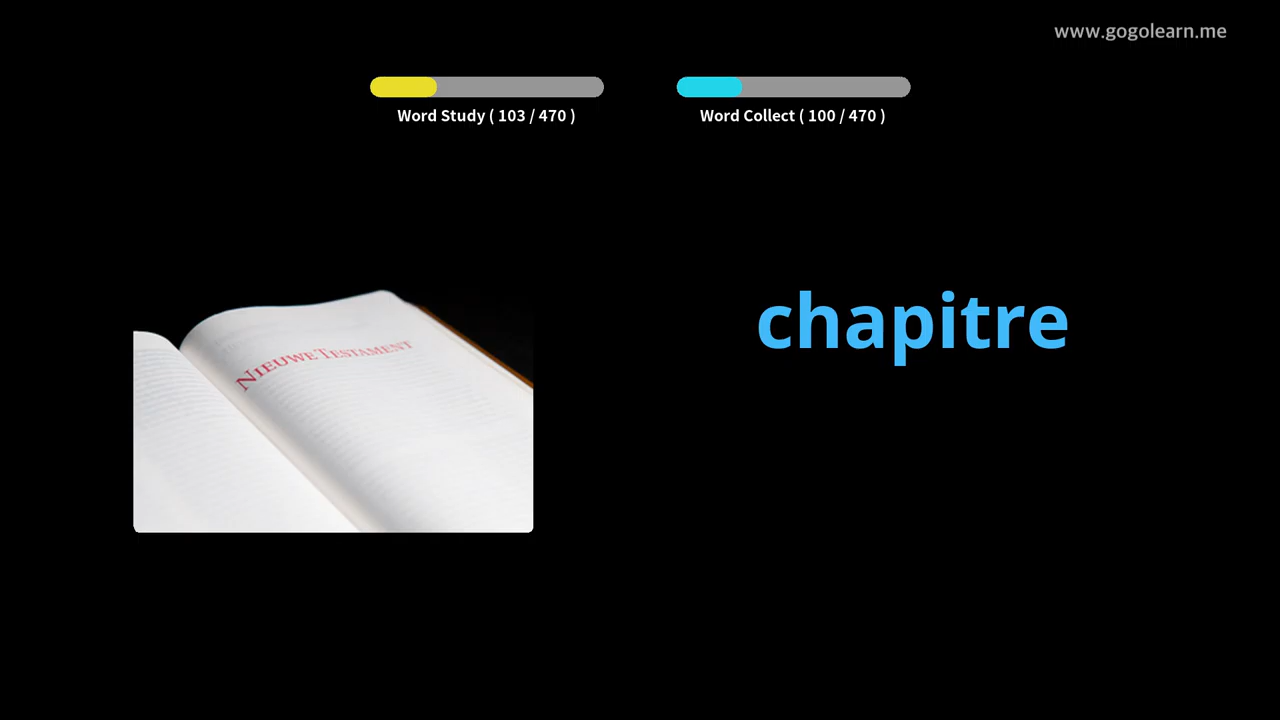 www.gogolearn.me
Word Study ( 103 / 470 )
Word Collect ( 100 / 470 )
chapitre
NIEUWE TESTAMENT